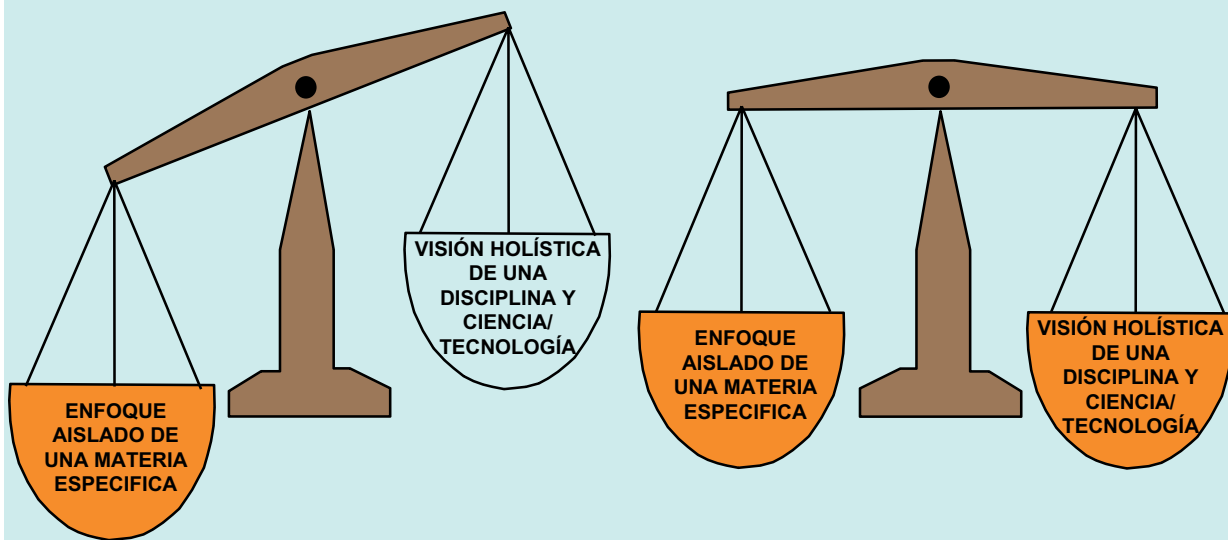 ENFOQUE
AISLADO DE
UNA MATERIA
ESPECIFICA
VISIÓN HOLÍSTICA
DE UNA
DISCIPLINA Y
CIENCIA/
TECNOLOGÍA
ENFOQUE
AISLADO DE
UNA MATERIA
ESPECIFICA
VISIÓN HOLÍSTICA
DE UNA
DISCIPLINA Y
CIENCIA/
TECNOLOGÍA